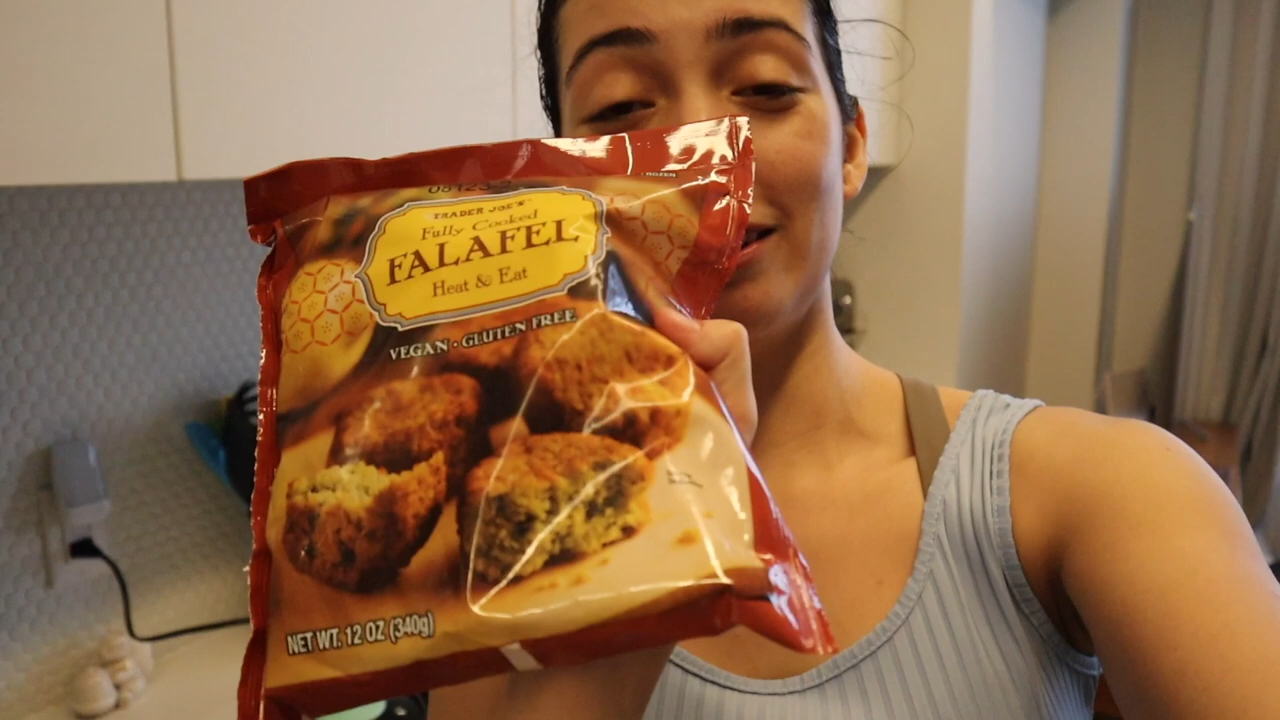 TRADER JOE'S
Fully Cooked
FALAFEL
Heat & Eat
VEGAN • GLUTEN FREE
NET WT. 12 OZ (340g)